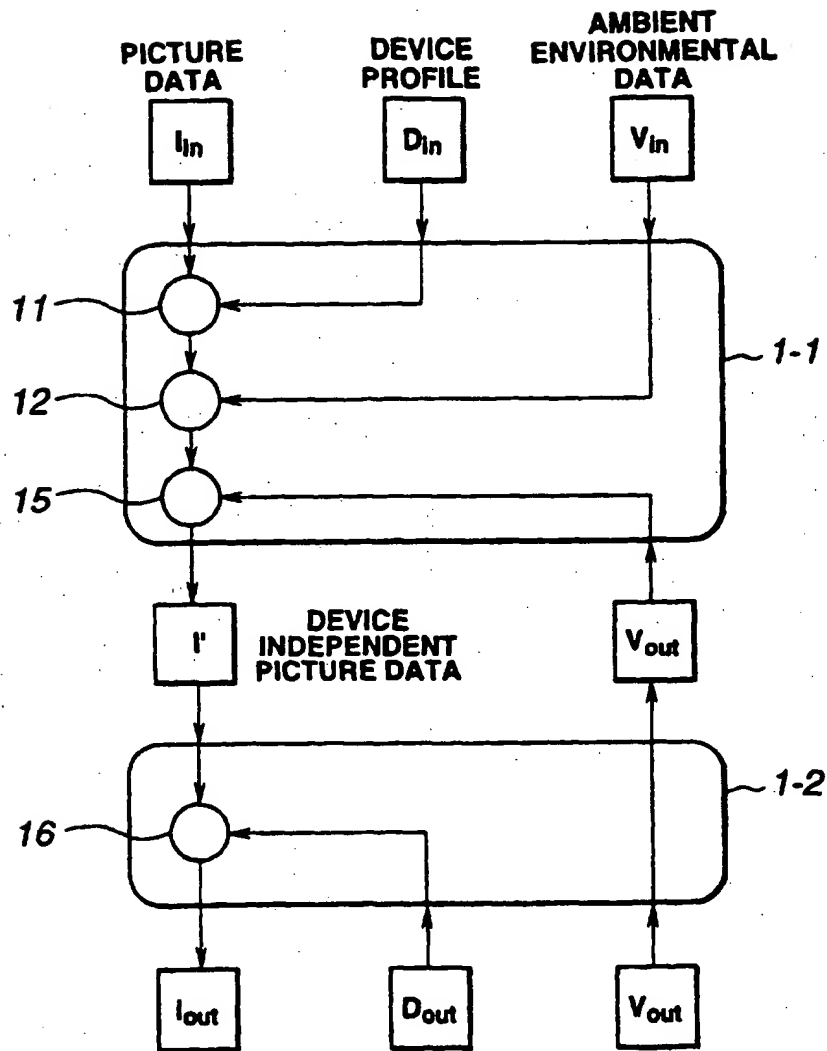 PICTURE DATA
DEVICE PROFILE
AMBIENT ENVIRONMENTAL DATA
Iin
Din
Vin
11
12
15
1-1
I'
DEVICE INDEPENDENT PICTURE DATA
Vout
1-2
16
Iout
Dout
Vout